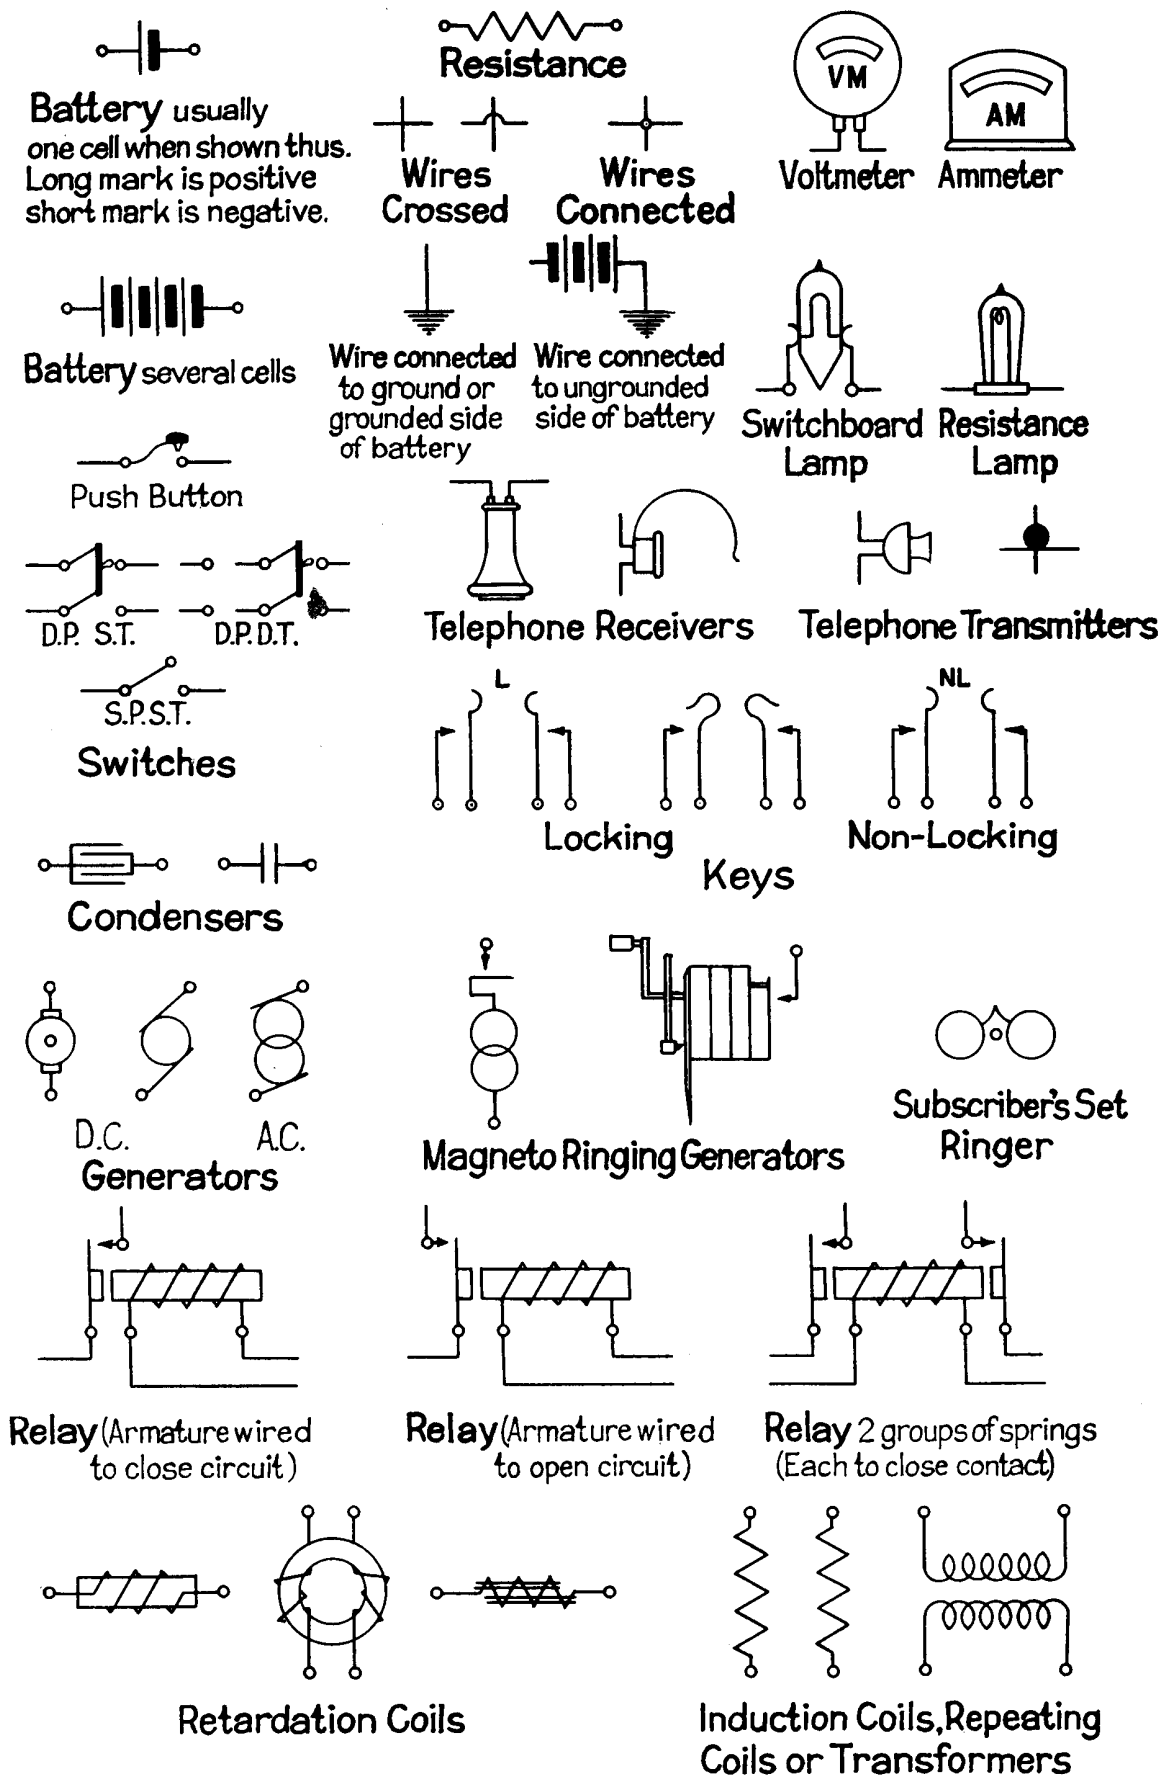 Resistance
Battery usually
one cell when shown thus.
Long mark is positive
short mark is negative.
Wires
Crossed
Wires
Connected
VM
Voltmeter
AM
Ammeter
Battery several cells
Wire connected
to ground or
grounded side
of battery
Wire connected
to ungrounded
side of battery
Switchboard
Lamp
Resistance
Lamp
Push Button
D.P. S.T.
D.P.D.T.
S.P.S.T.
Switches
Telephone Receivers
Telephone Transmitters
L
NL
Locking
Non-Locking
Keys
Condensers
D.C.
A.C.
Generators
Magneto Ringing Generators
Subscriber's Set
Ringer
Relay (Armature wired
to close circuit)
Relay (Armature wired
to open circuit)
Relay 2 groups of springs
(Each to close contact)
Retardation Coils
Induction Coils, Repeating
Coils or Transformers